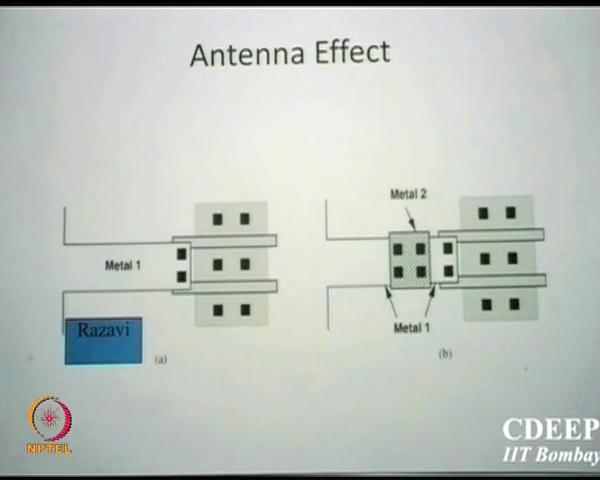 Antenna Effect
Metal 2
Metal 1
Metal 1
Razavi
(a)
(b)
NPTEL
CDEEP
IIT Bombay